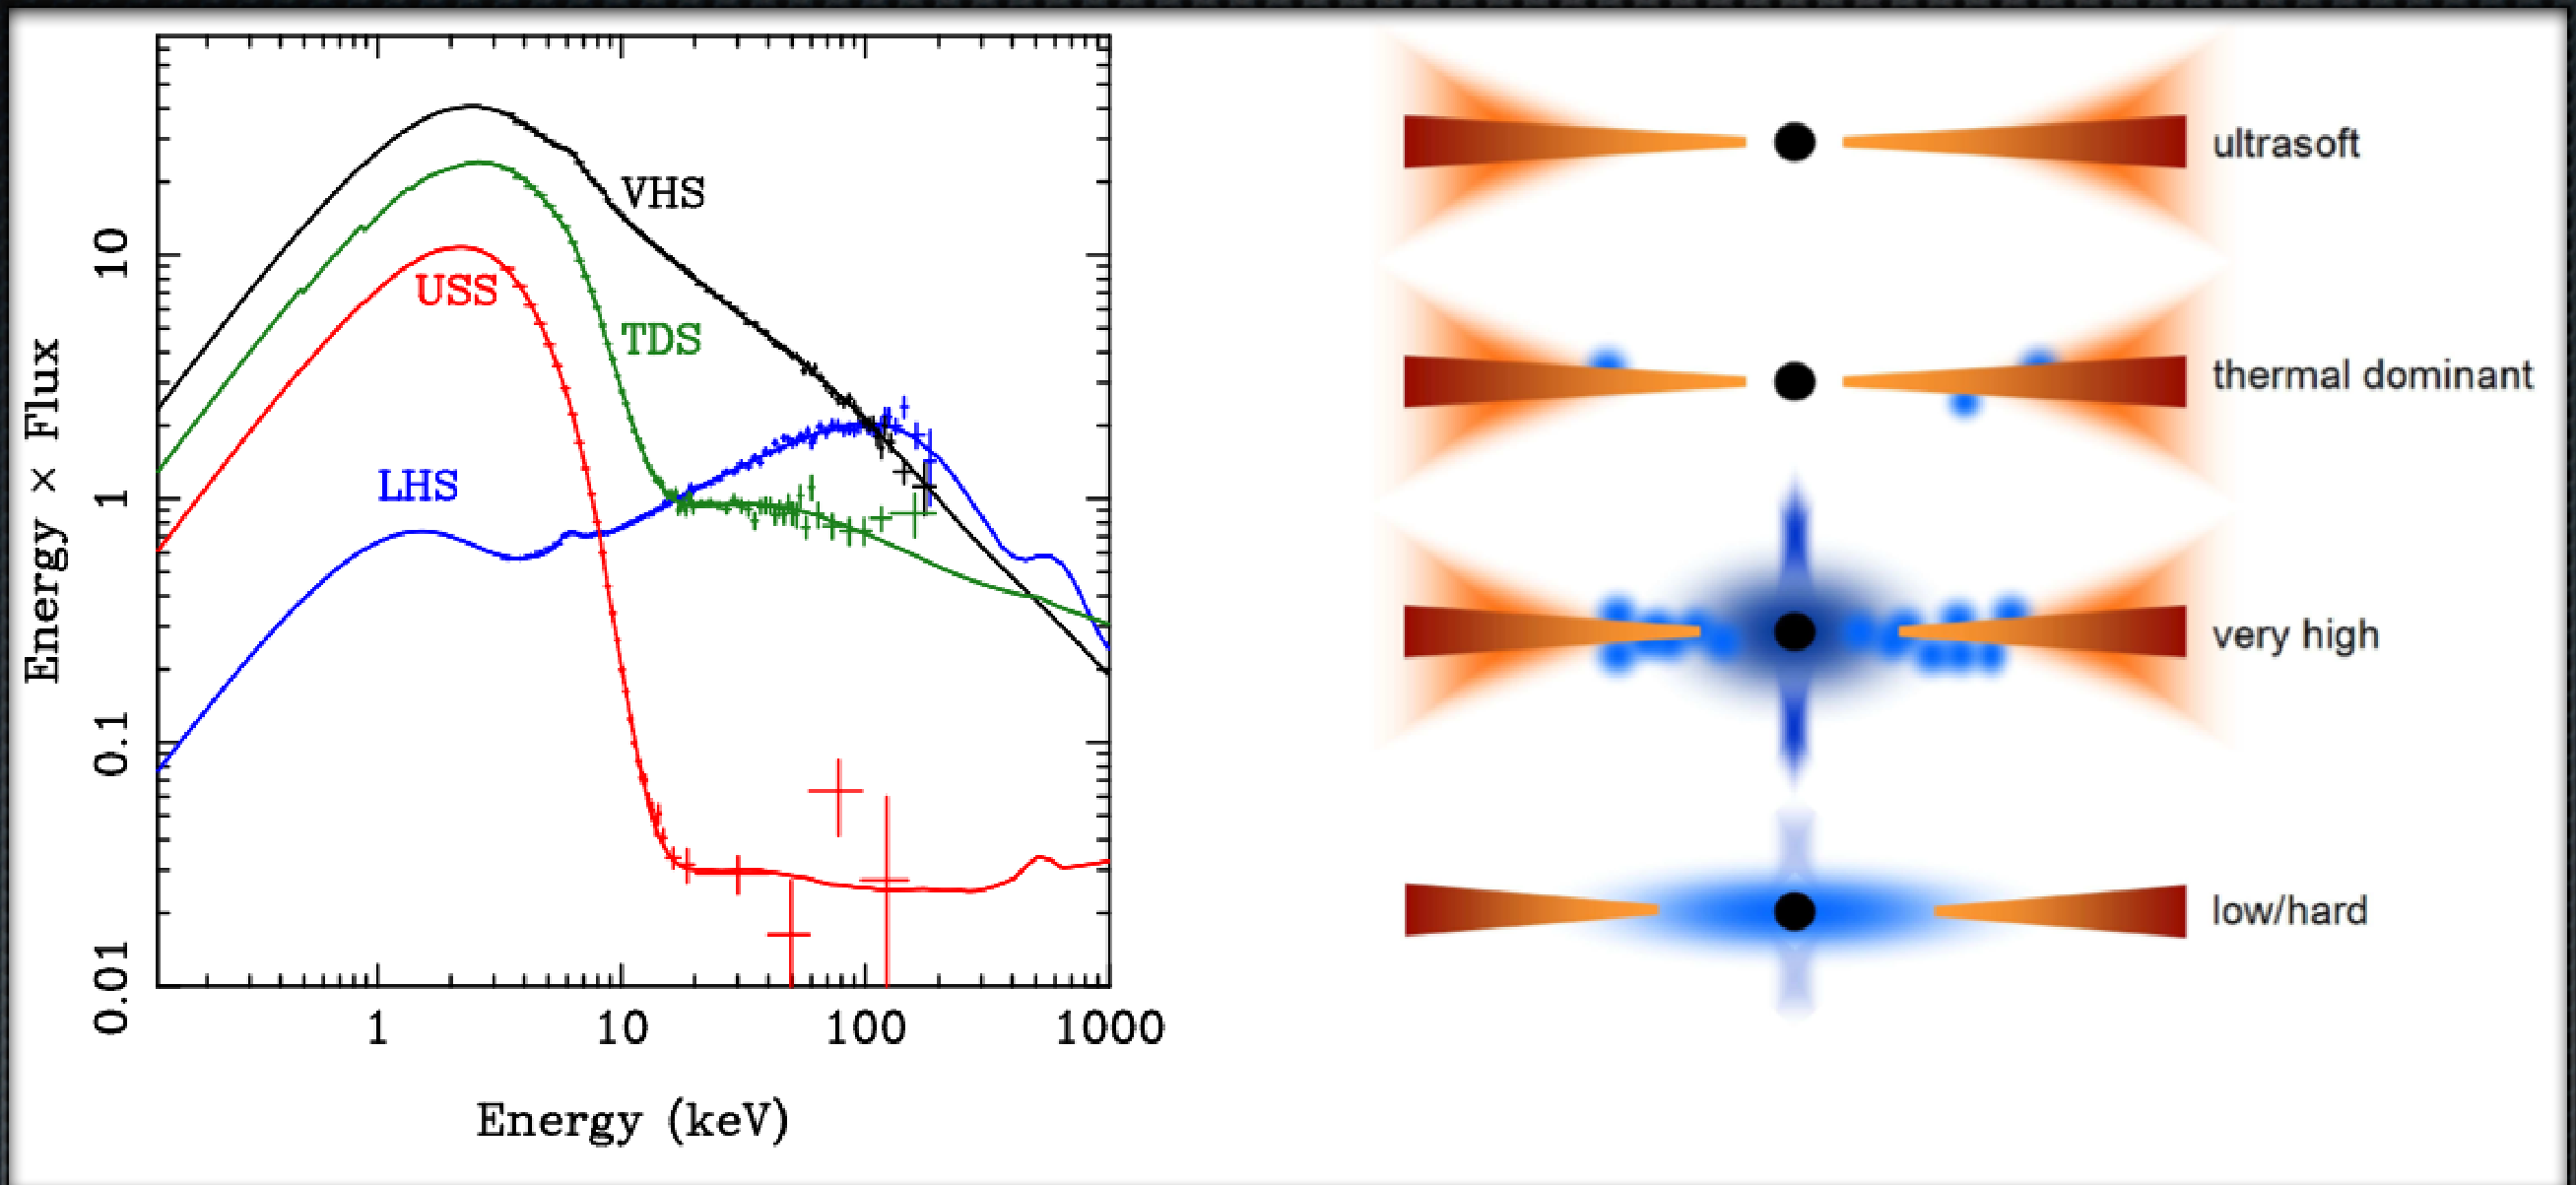 VHS
USS
TDS
LHS
10
1
0.1
0.01
Energy × Flux
1
10
100
1000
Energy (keV)
ultrasoft
thermal dominant
very high
low/hard